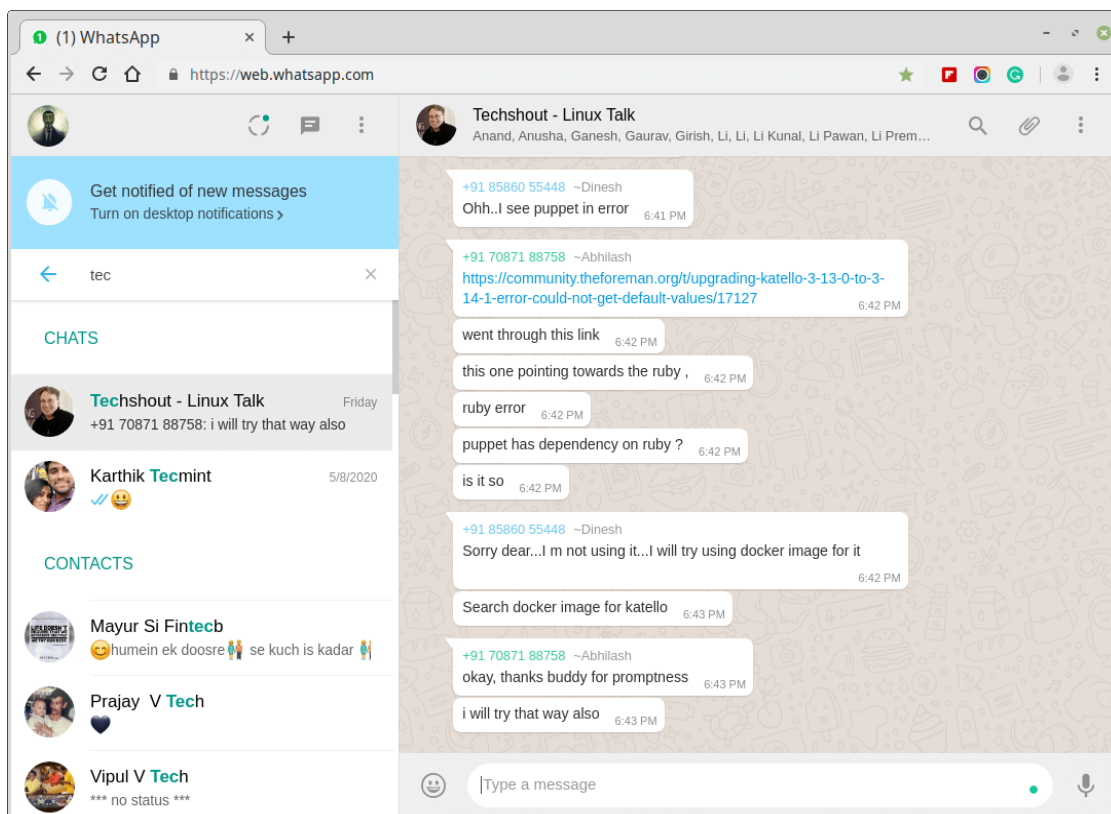 (1) WhatsApp
https://web.whatsapp.com
Get notified of new messages
Turn on desktop notifications >
tec
CHATS
Techshout - Linux Talk
Friday
+91 70871 88758: i will try that way also
Karthik Tecmint
5/8/2020
CONTACTS
Mayur Si Fintecb
😊humein ek doosre👬 se kuch is kadar
Prajay V Tech
🖤
Vipul V Tech
*** no status ***
Techshout - Linux Talk
Anand, Anusha, Ganesh, Gaurav, Girish, Li, Li, Li Kunal, Li Pawan, Li Prem…
+91 85860 55448 ~Dinesh
Ohh..I see puppet in error 6:41 PM
+91 70871 88758 ~Abhilash
https://community.theforeman.org/t/upgrading-katello-3-13-0-to-3-
14-1-error-could-not-get-default-values/17127
6:42 PM
went through this link 6:42 PM
this one pointing towards the ruby , 6:42 PM
ruby error 6:42 PM
puppet has dependency on ruby ? 6:42 PM
is it so 6:42 PM
+91 85860 55448 ~Dinesh
Sorry dear...I m not using it...I will try using docker image for it
6:42 PM
Search docker image for katello 6:43 PM
+91 70871 88758 ~Abhilash
okay, thanks buddy for promptness 6:43 PM
i will try that way also 6:43 PM
Type a message